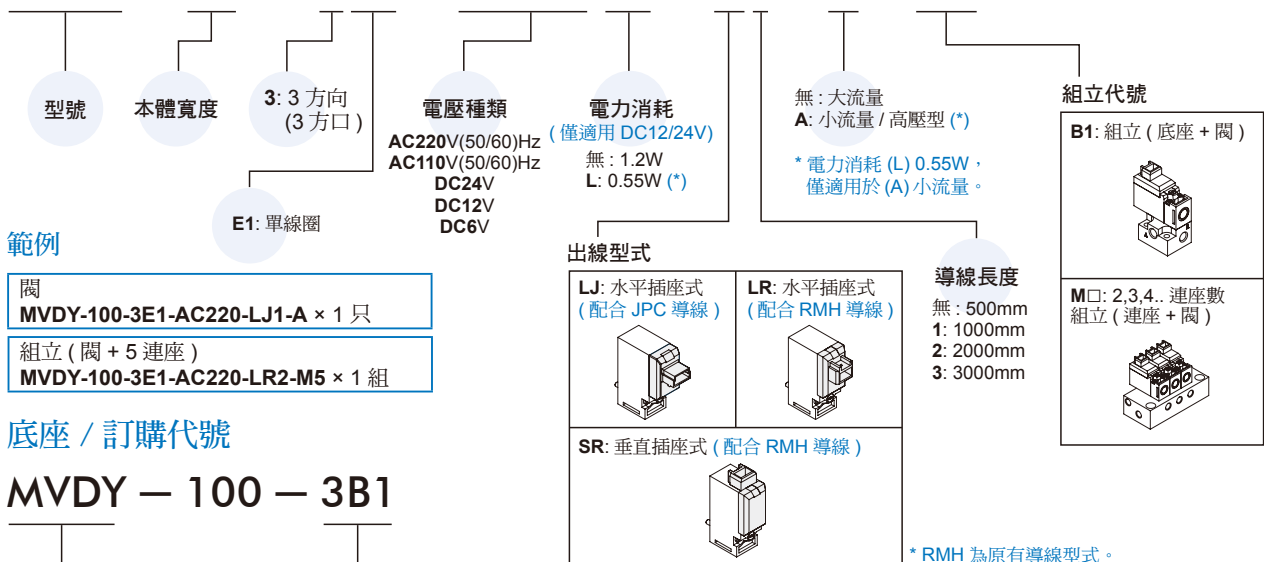 型號
本體寬度
3: 3 方向
(3 方口)
E1: 單線圈
電壓種類
AC220V(50/60)Hz
AC110V(50/60)Hz
DC24V
DC12V
DC6V
電力消耗
(僅適用 DC12/24V)
無 : 1.2W
L: 0.55W (*)
無 : 大流量
A: 小流量 / 高壓型 (*)
* 電力消耗 (L) 0.55W，
僅適用於 (A) 小流量。
組立代號
B1: 組立 ( 底座 + 閥 )
M□: 2,3,4.. 連座數
組立 ( 連座 + 閥 )
出線型式
LJ: 水平插座式
( 配合 JPC 導線 )
LR: 水平插座式
( 配合 RMH 導線 )
SR: 垂直插座式 ( 配合 RMH 導線 )
導線長度
無 : 500mm
1: 1000mm
2: 2000mm
3: 3000mm
* RMH 為原有導線型式。
範例
閥
MVDY-100-3E1-AC220-LJ1-A × 1 只
組立 ( 閥 + 5 連座 )
MVDY-100-3E1-AC220-LR2-M5 × 1 組
底座 / 訂購代號
MVDY – 100 – 3B1